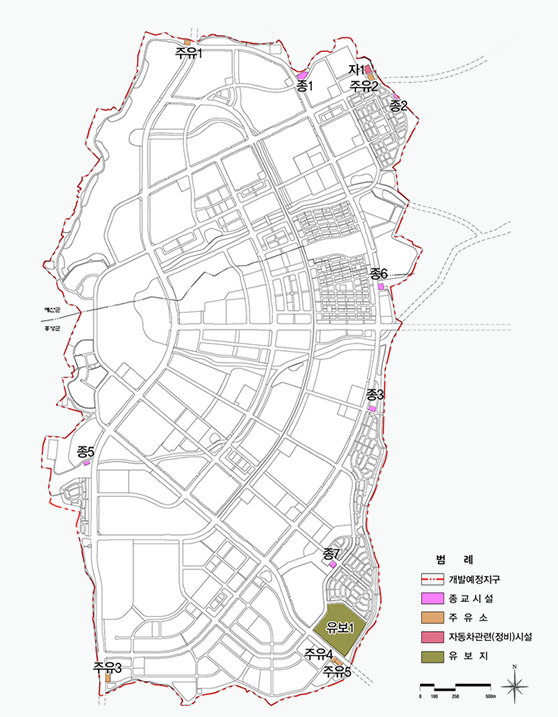 주유1
자1
종1
주유2
종2
종6
예산군
홍성군
종3
종5
종7
유보1
주유4
주유3
주유5
범 례
개발예정지구
종교시설
주유소
자동차관련(정비)시설
유보지
N
0 100 250 500m